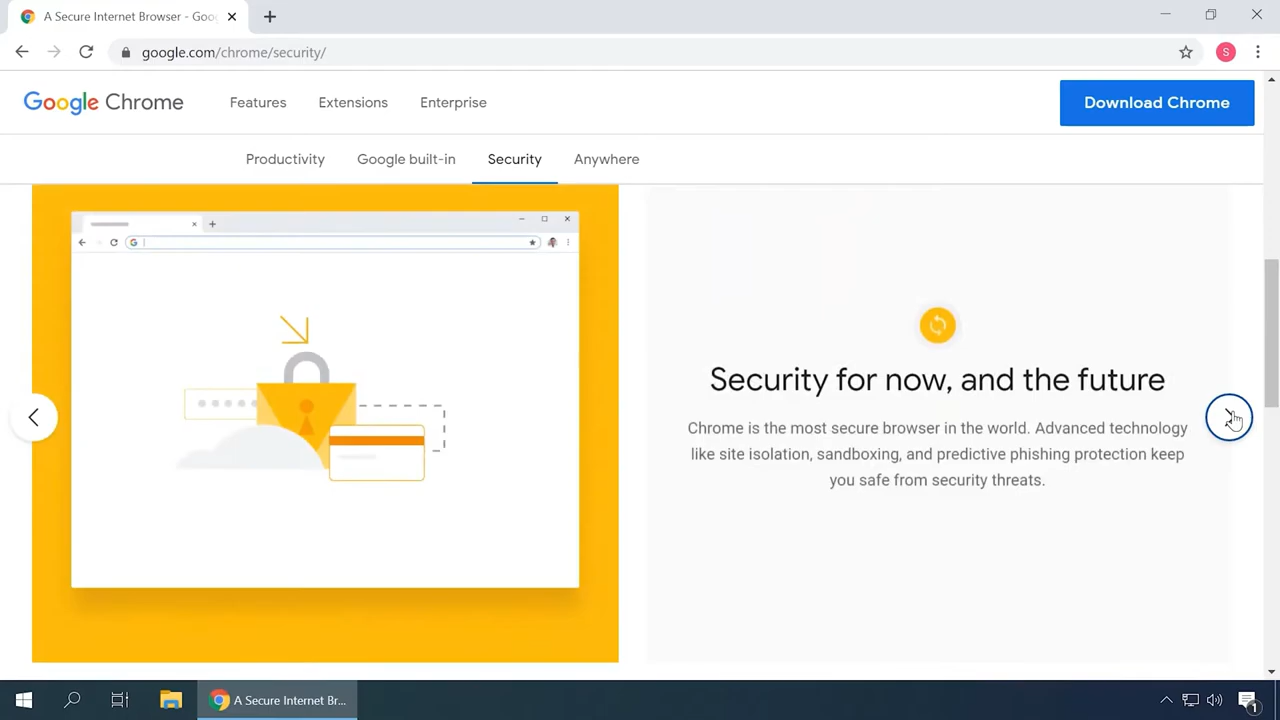 A Secure Internet Browser - Goo
google.com/chrome/security/
S
Google Chrome
Features
Extensions
Enterprise
Download Chrome
Productivity
Google built-in
Security
Anywhere
G
Security for now, and the future
Chrome is the most secure browser in the world. Advanced technology
like site isolation, sandboxing, and predictive phishing protection keep
you safe from security threats.
A Secure Internet Br...
1